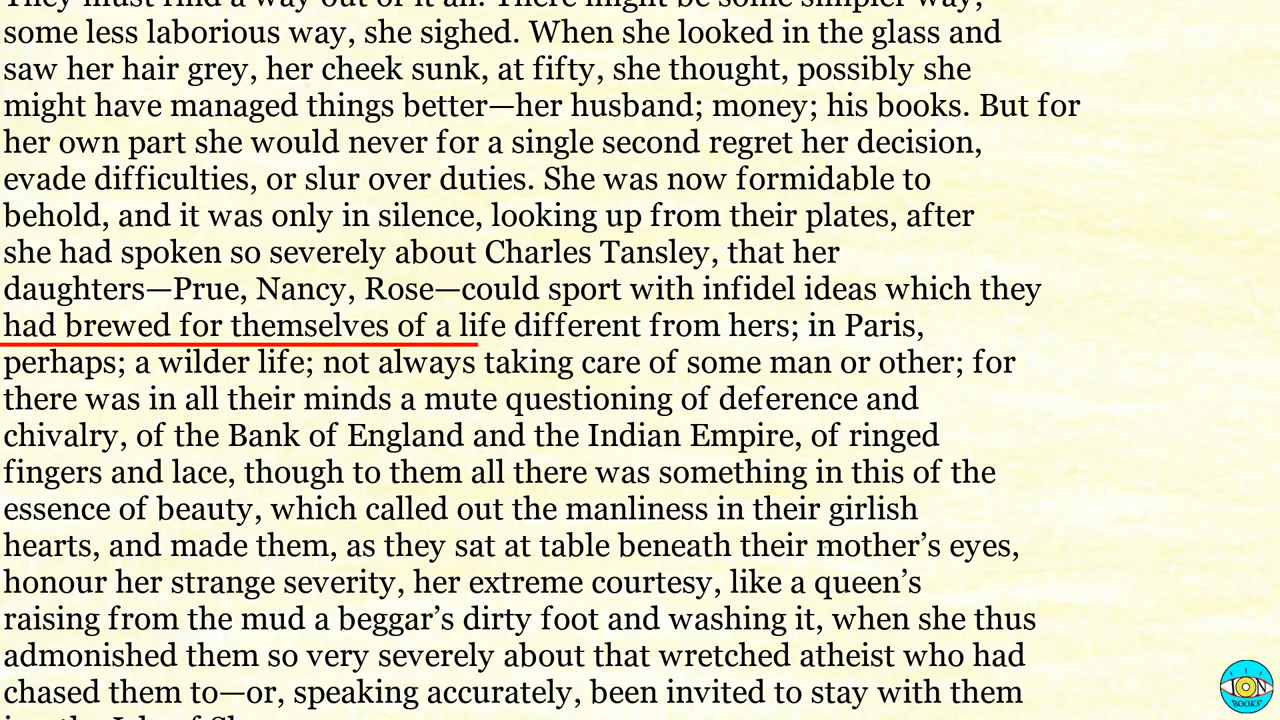 They must find a way out of it all. There might be some simpler way,
some less laborious way, she sighed. When she looked in the glass and
saw her hair grey, her cheek sunk, at fifty, she thought, possibly she
might have managed things better—her husband; money; his books. But for
her own part she would never for a single second regret her decision,
evade difficulties, or slur over duties. She was now formidable to
behold, and it was only in silence, looking up from their plates, after
she had spoken so severely about Charles Tansley, that her
daughters—Prue, Nancy, Rose—could sport with infidel ideas which they
had brewed for themselves of a life different from hers; in Paris,
perhaps; a wilder life; not always taking care of some man or other; for
there was in all their minds a mute questioning of deference and
chivalry, of the Bank of England and the Indian Empire, of ringed
fingers and lace, though to them all there was something in this of the
essence of beauty, which called out the manliness in their girlish
hearts, and made them, as they sat at table beneath their mother’s eyes,
honour her strange severity, her extreme courtesy, like a queen’s
raising from the mud a beggar’s dirty foot and washing it, when she thus
admonished them so very severely about that wretched atheist who had
chased them to—or, speaking accurately, been invited to stay with them
ION
BOOKS